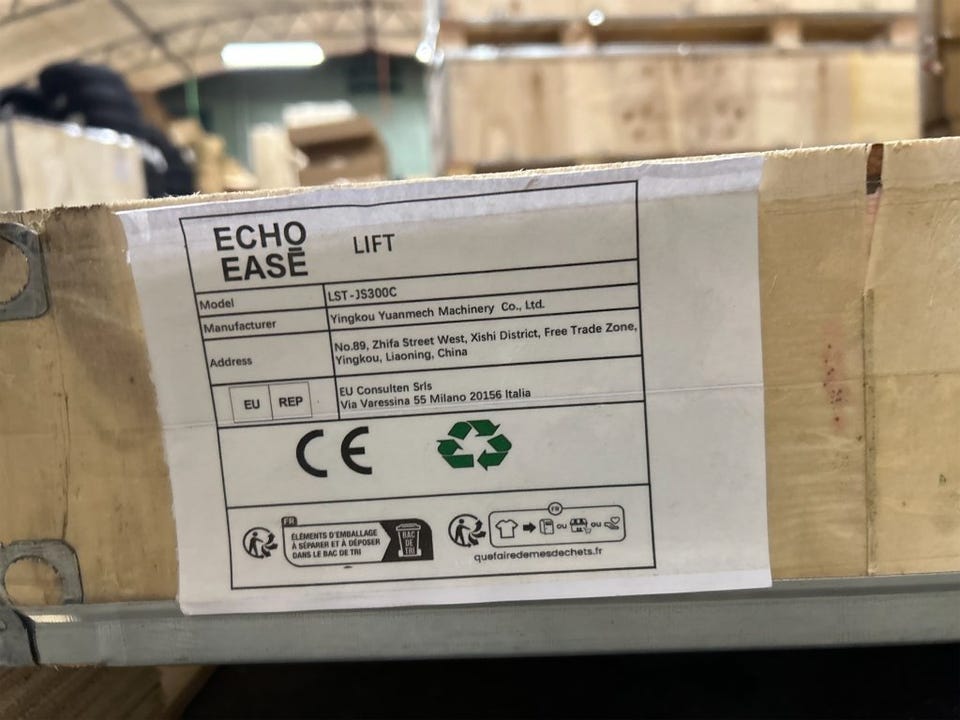 ECHO
EASE
LIFT
Model LST-JS300C
Manufacturer Yingkou Yuanmech Machinery Co., Ltd.
Address No.89, Zhifa Street West, Xishi District, Free Trade Zone,
Yingkou, Liaoning, China
EU REP EU Consulten Srls
Via Varessina 55 Milano 20156 Italia
CE
FR
ÉLÉMENTS D'EMBALLAGE
À SÉPARER ET À DÉPOSER
DANS LE BAC DE TRI
BAC
DE
TRI
FR
OU OU
quefairedemesdechets.fr